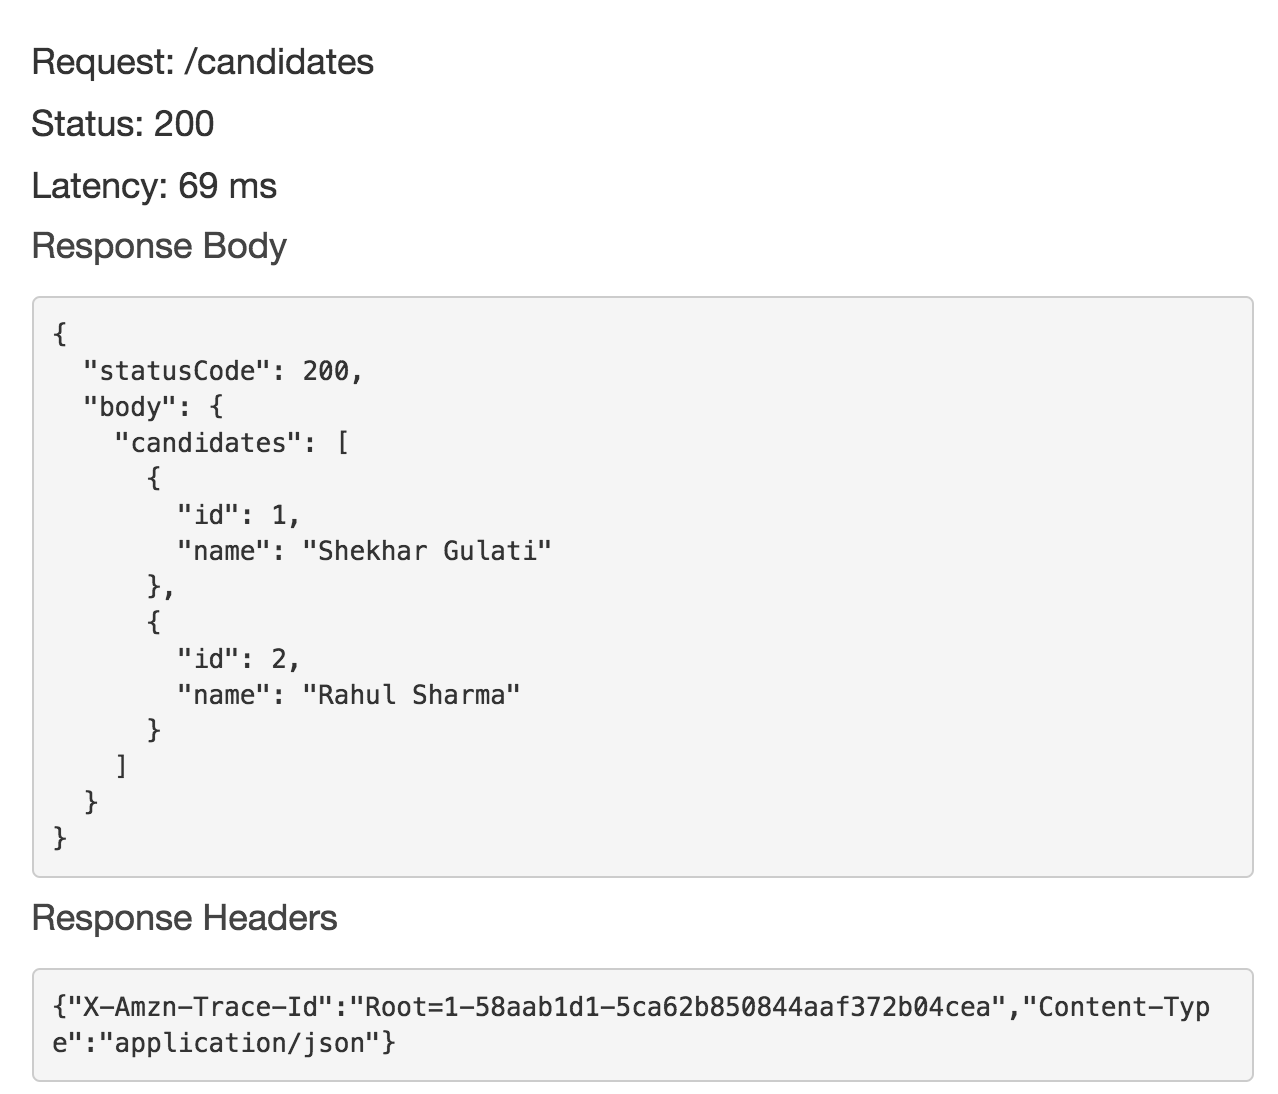 Request: /candidates
Status: 200
Latency: 69 ms
Response Body
{
  "statusCode": 200,
  "body": {
    "candidates": [
      {
        "id": 1,
        "name": "Shekhar Gulati"
      },
      {
        "id": 2,
        "name": "Rahul Sharma"
      }
    ]
  }
}
Response Headers
{"X-Amzn-Trace-Id":"Root=1-58aab1d1-5ca62b850844aaf372b04cea","Content-Typ
e":"application/json"}